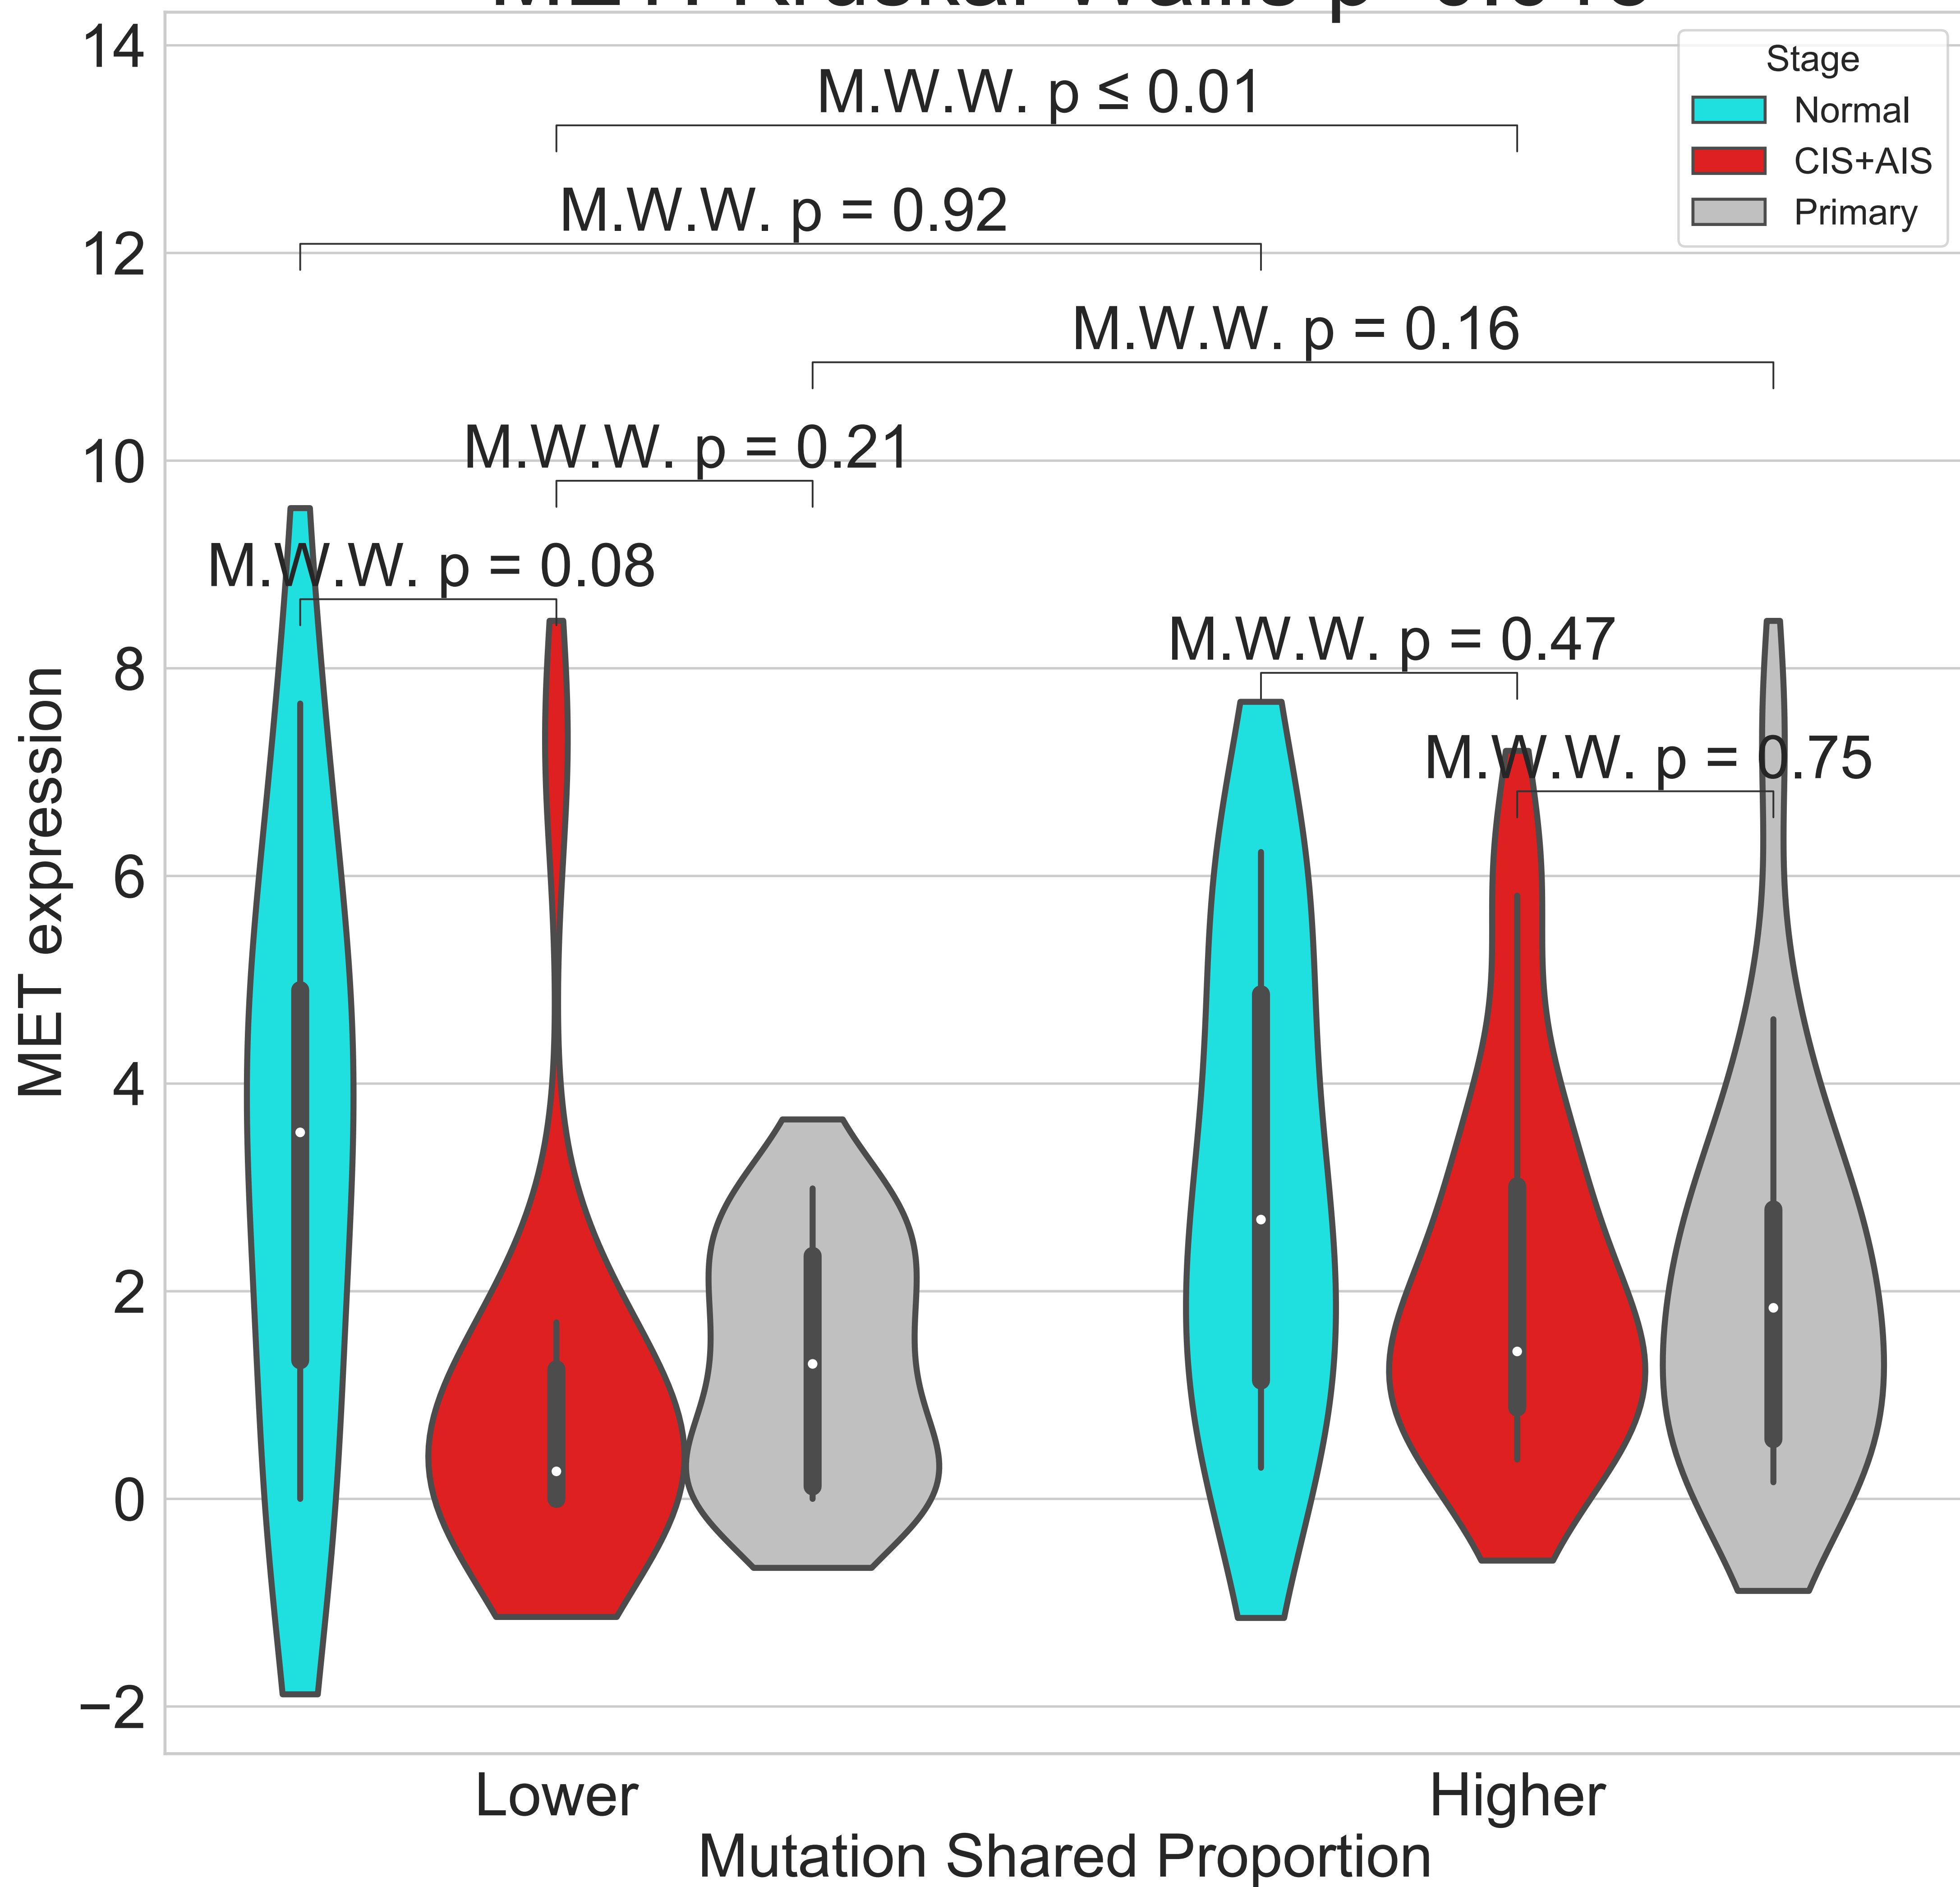 14
12
10
8
6
4
2
0
−2
MET expression
M.W.W. p ≤ 0.01
M.W.W. p = 0.92
M.W.W. p = 0.16
M.W.W. p = 0.21
M.W.W. p = 0.08
M.W.W. p = 0.47
M.W.W. p = 0.75
Stage
Normal
CIS+AIS
Primary
Lower
Higher
Mutation Shared Proportion